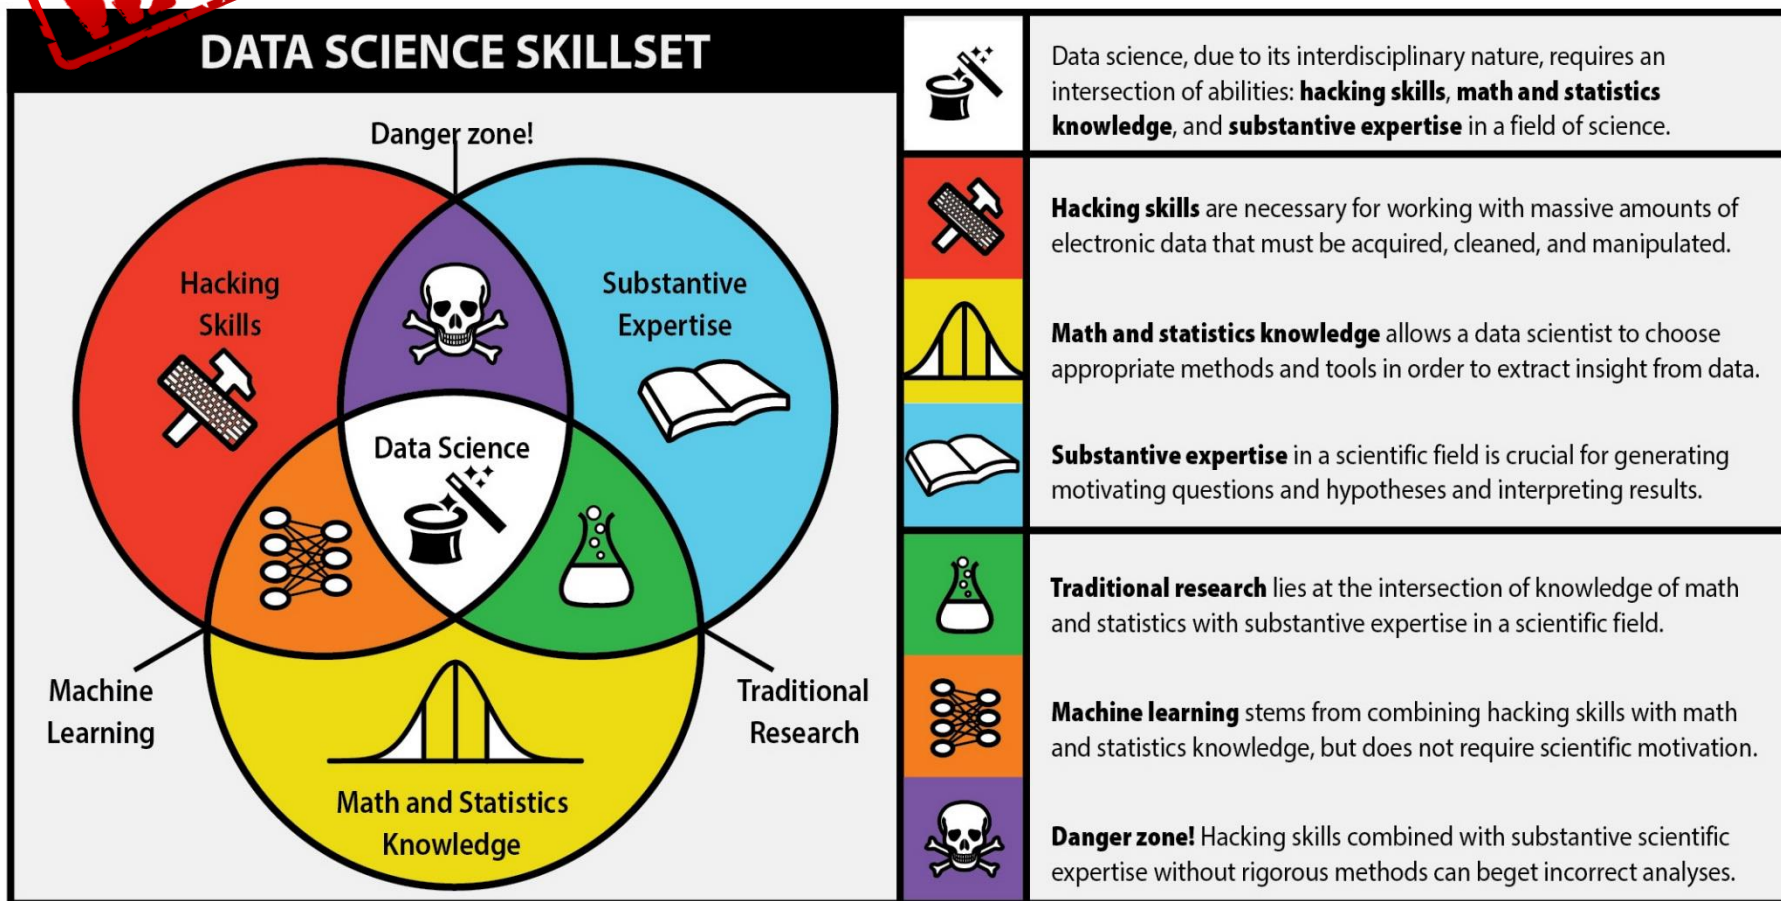 DATA SCIENCE SKILLSET
Danger zone!
Hacking
Skills
Substantive
Expertise
Data Science
Machine
Learning
Traditional
Research
Math and Statistics
Knowledge
Data science, due to its interdisciplinary nature, requires an
intersection of abilities: hacking skills, math and statistics
knowledge, and substantive expertise in a field of science.
Hacking skills are necessary for working with massive amounts of
electronic data that must be acquired, cleaned, and manipulated.
Math and statistics knowledge allows a data scientist to choose
appropriate methods and tools in order to extract insight from data.
Substantive expertise in a scientific field is crucial for generating
motivating questions and hypotheses and interpreting results.
Traditional research lies at the intersection of knowledge of math
and statistics with substantive expertise in a scientific field.
Machine learning stems from combining hacking skills with math
and statistics knowledge, but does not require scientific motivation.
Danger zone! Hacking skills combined with substantive scientific
expertise without rigorous methods can beget incorrect analyses.